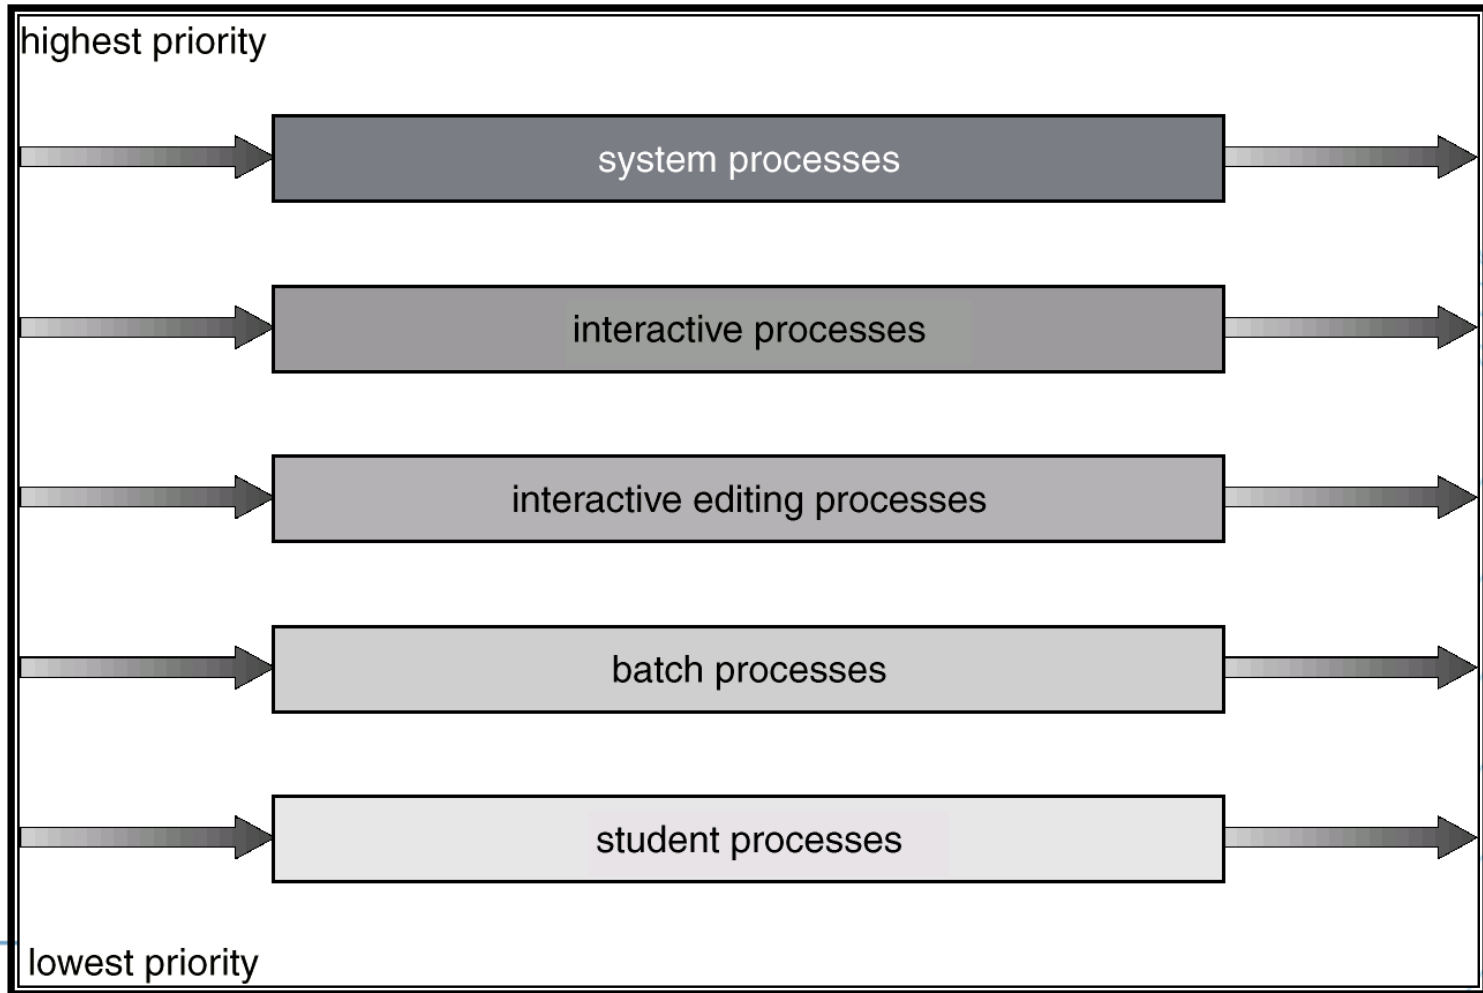 highest priority
system processes
interactive processes
interactive editing processes
batch processes
student processes
lowest priority